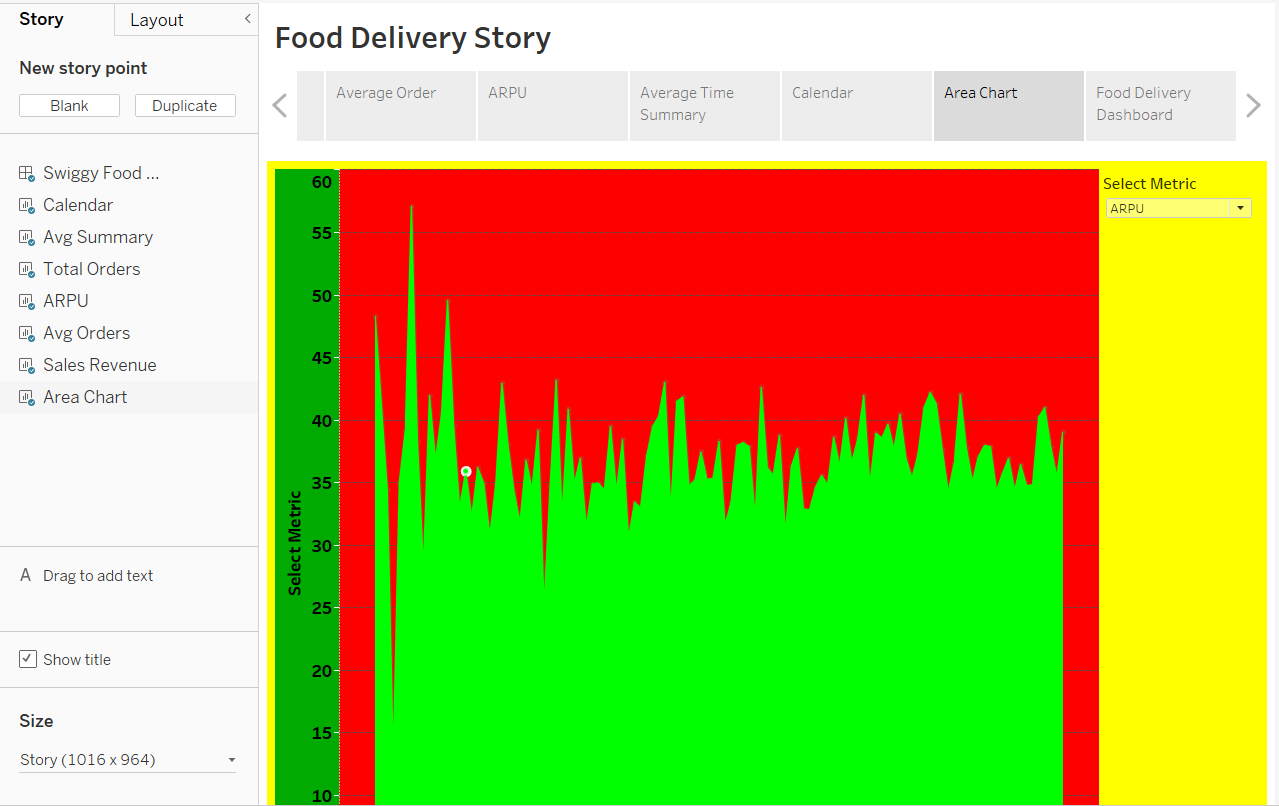 Story
Layout
New story point
Blank
Duplicate
Swiggy Food ...
Calendar
Avg Summary
Total Orders
ARPU
Avg Orders
Sales Revenue
Area Chart
A Drag to add text
Show title
Size
Story (1016 x 964)
Food Delivery Story
Average Order
ARPU
Average Time
Summary
Calendar
Area Chart
Food Delivery
Dashboard
60
55
50
45
40
35
30
25
20
15
10
Select Metric
Select Metric
ARPU